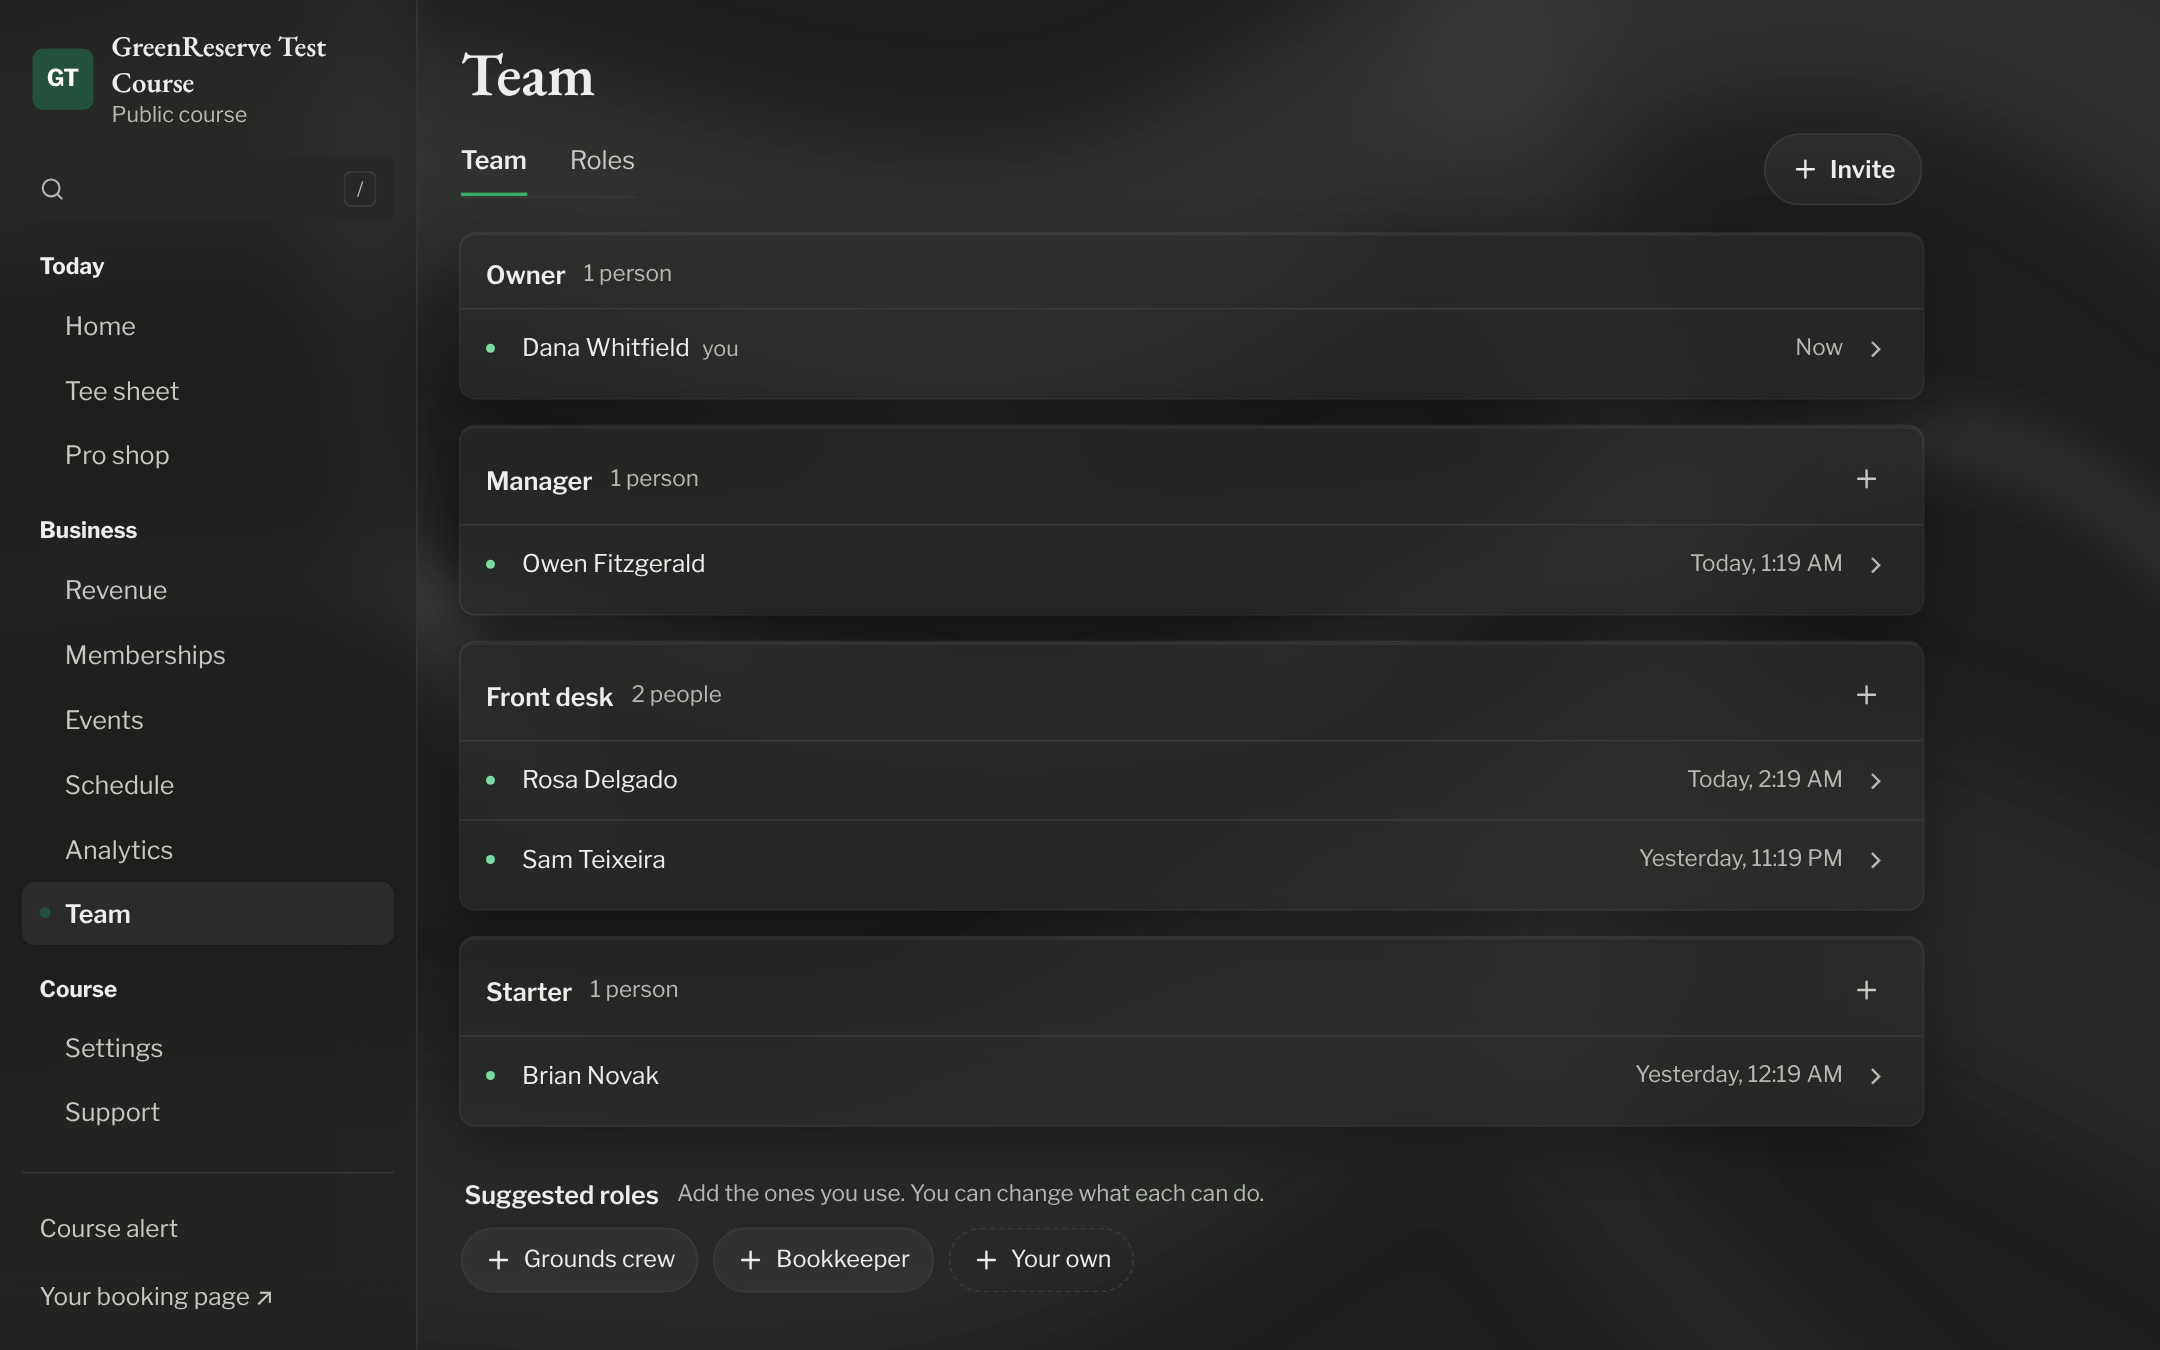 GT
GreenReserve Test
Course
Public course
/
Today
Home
Tee sheet
Pro shop
Business
Revenue
Memberships
Events
Schedule
Analytics
Team
Course
Settings
Support
Course alert
Your booking page ↗
Team
Team Roles
+ Invite
Owner 1 person
Dana Whitfield you Now
Manager 1 person +
Owen Fitzgerald Today, 1:19 AM
Front desk 2 people +
Rosa Delgado Today, 2:19 AM
Sam Teixeira Yesterday, 11:19 PM
Starter 1 person +
Brian Novak Yesterday, 12:19 AM
Suggested roles Add the ones you use. You can change what each can do.
+ Grounds crew + Bookkeeper + Your own